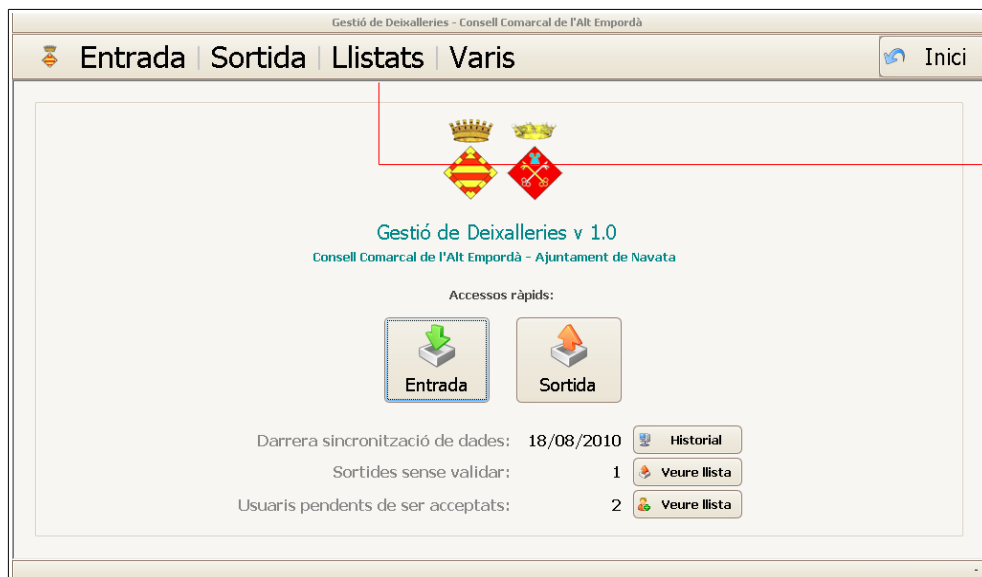 Gestió de Deixalleries - Consell Comarcal de l'Alt Empordà
Entrada | Sortida | Llistats | Varis Inici
Gestió de Deixalleries v 1.0
Consell Comarcal de l'Alt Empordà - Ajuntament de Navata
Accessos ràpids:
Entrada Sortida
Darrera sincronització de dades: 18/08/2010 Historial
Sortides sense validar: 1 Veure llista
Usuaris pendents de ser acceptats: 2 Veure llista
-